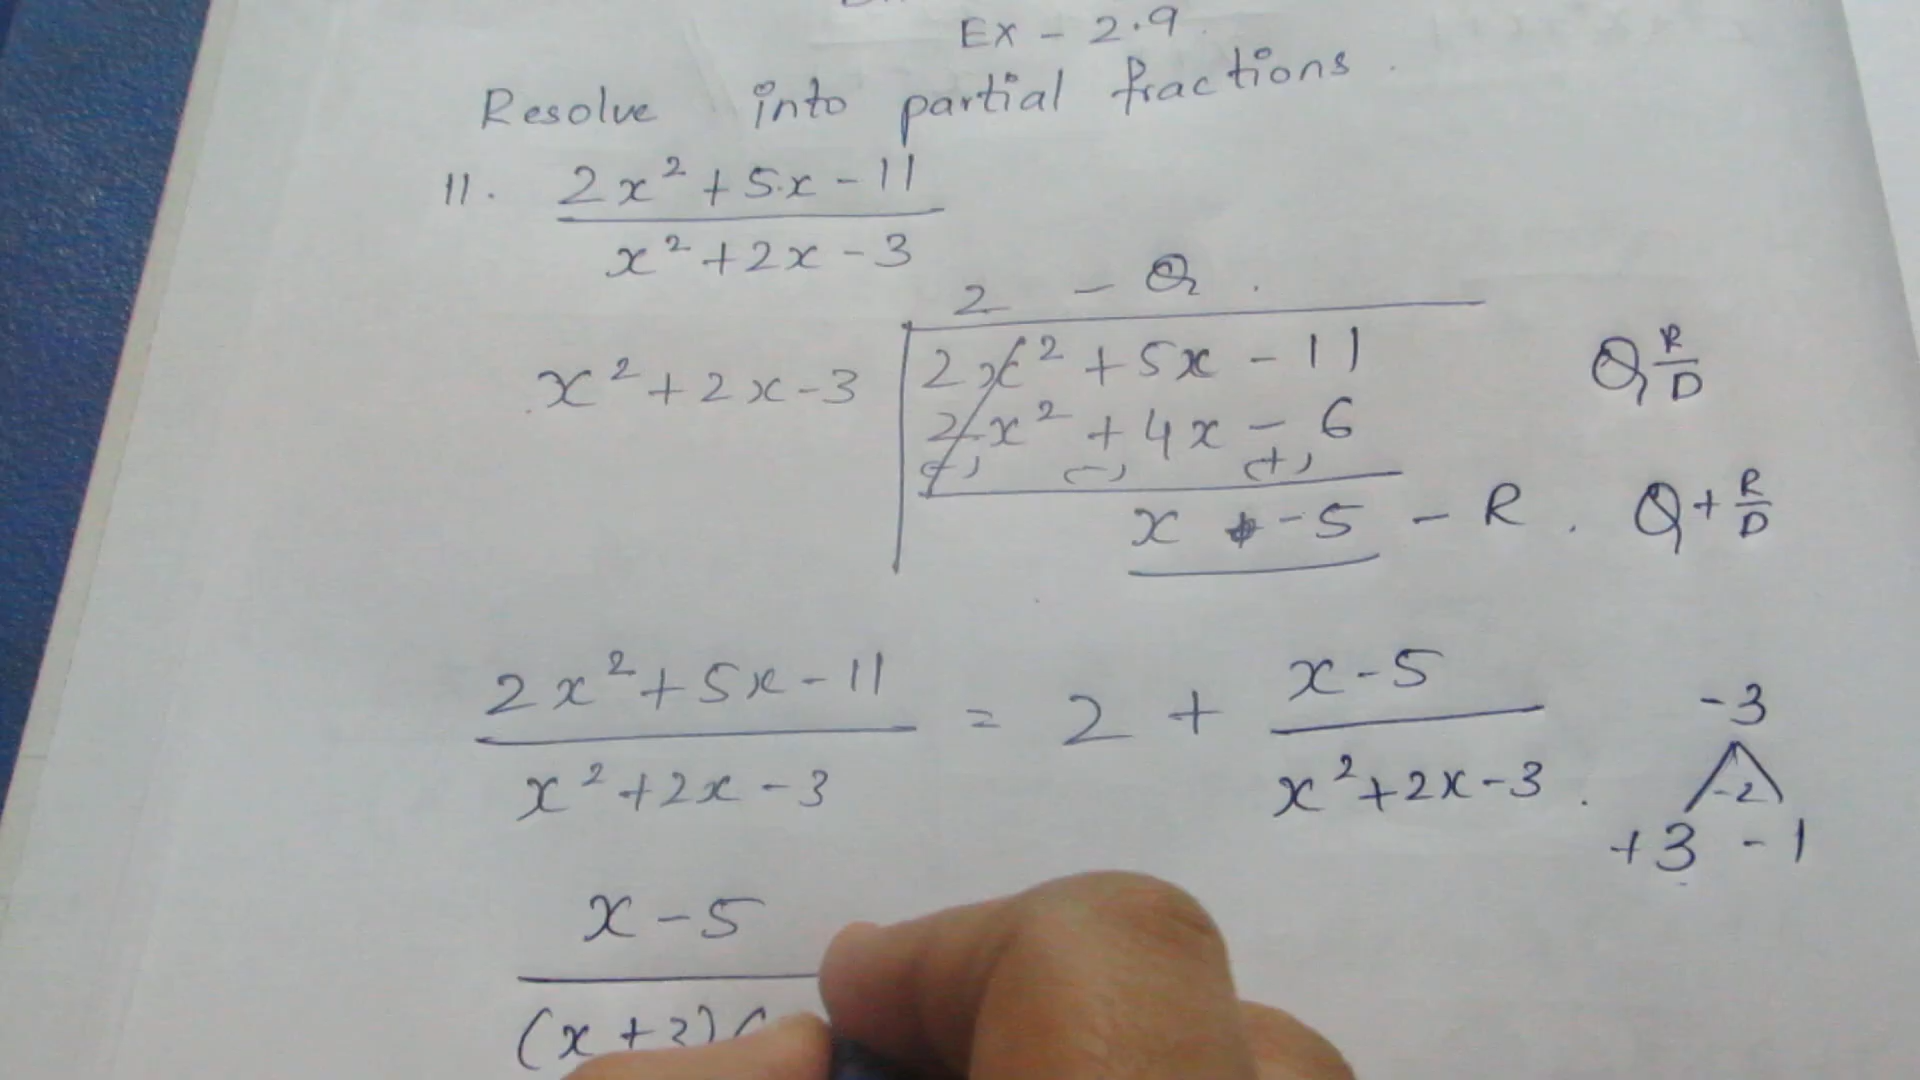 Ex - 2.9
Resolve into partial fractions.
11. 2x² + 5x - 11
x² + 2x - 3
2 - Q.
x² + 2x - 3 2x² + 5x - 11 Q R/D
2x² + 4x - 6
(-) (-) (+)
x - 5 - R. Q + R/D
2x² + 5x - 11 = 2 + x - 5
x² + 2x - 3 x² + 2x - 3.
-3
-2
+3 -1
x - 5
(x + 3) (